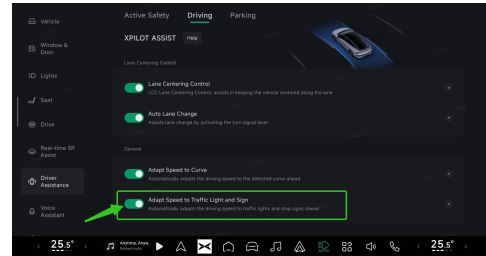 Active Safety Driving Parking
Vehicle
XPILOT ASSIST Help
Window &
Door
Lane Centering Control
Lights
Lane Centering Control
LCC Lane Centering Control, assists in keeping the vehicle centered along the lane
Seat
Auto Lane Change
Assists lane change by activating the turn signal lever
Drive
Real-time SR
Assist
General
Adapt Speed to Curve
Automatically adapts the driving speed to the detected curve ahead
Driver
Assistance
Adapt Speed to Traffic Light and Sign
Automatically adapts the driving speed to traffic lights and stop signs ahead
Voice
Assistant
25.5° Anytime, Anyw. 25.5°